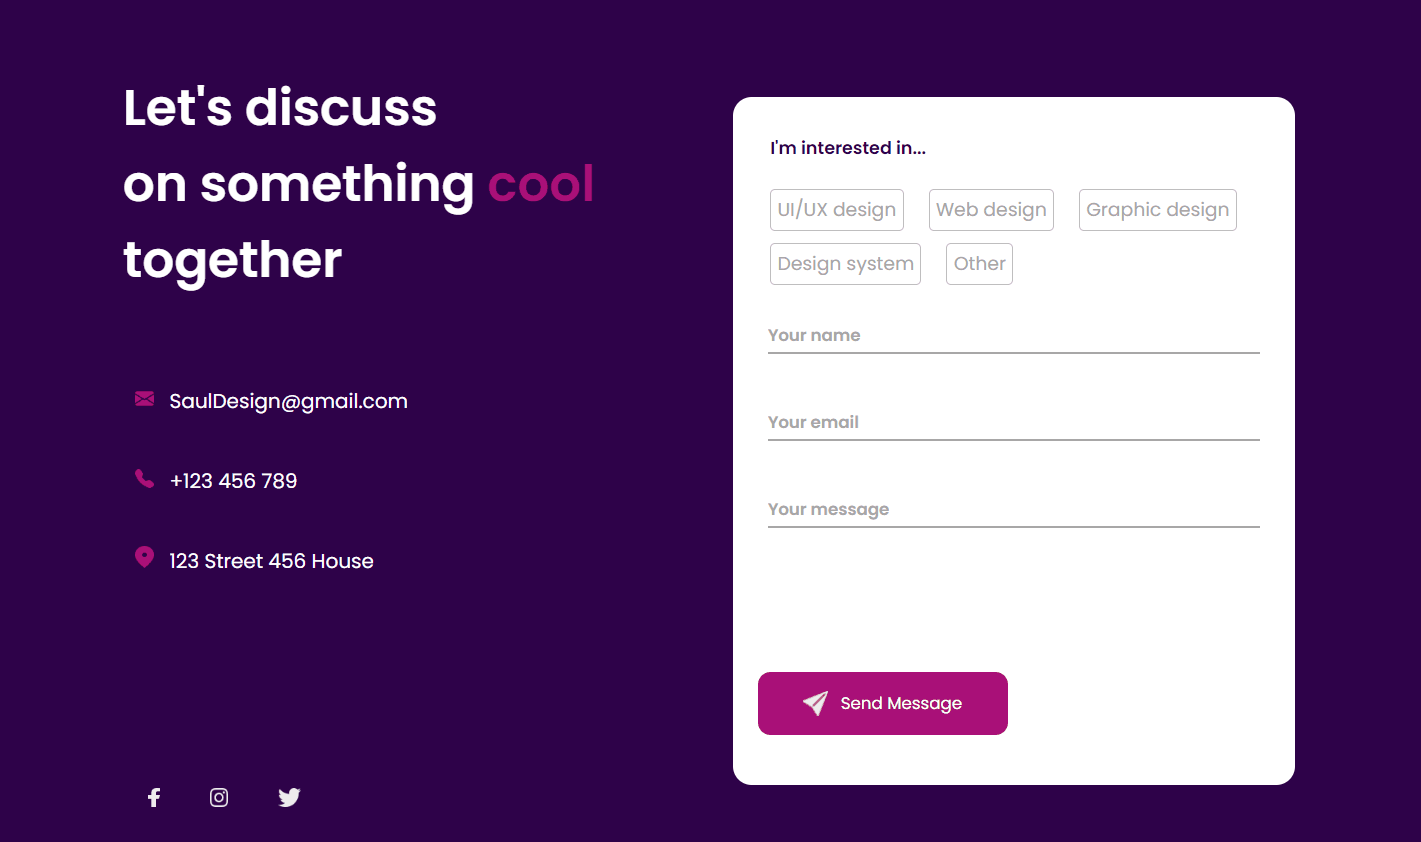 Let's discuss
on something cool
together
SaulDesign@gmail.com
+123 456 789
123 Street 456 House
I'm interested in...
UI/UX design Web design Graphic design
Design system Other
Your name
Your email
Your message
Send Message